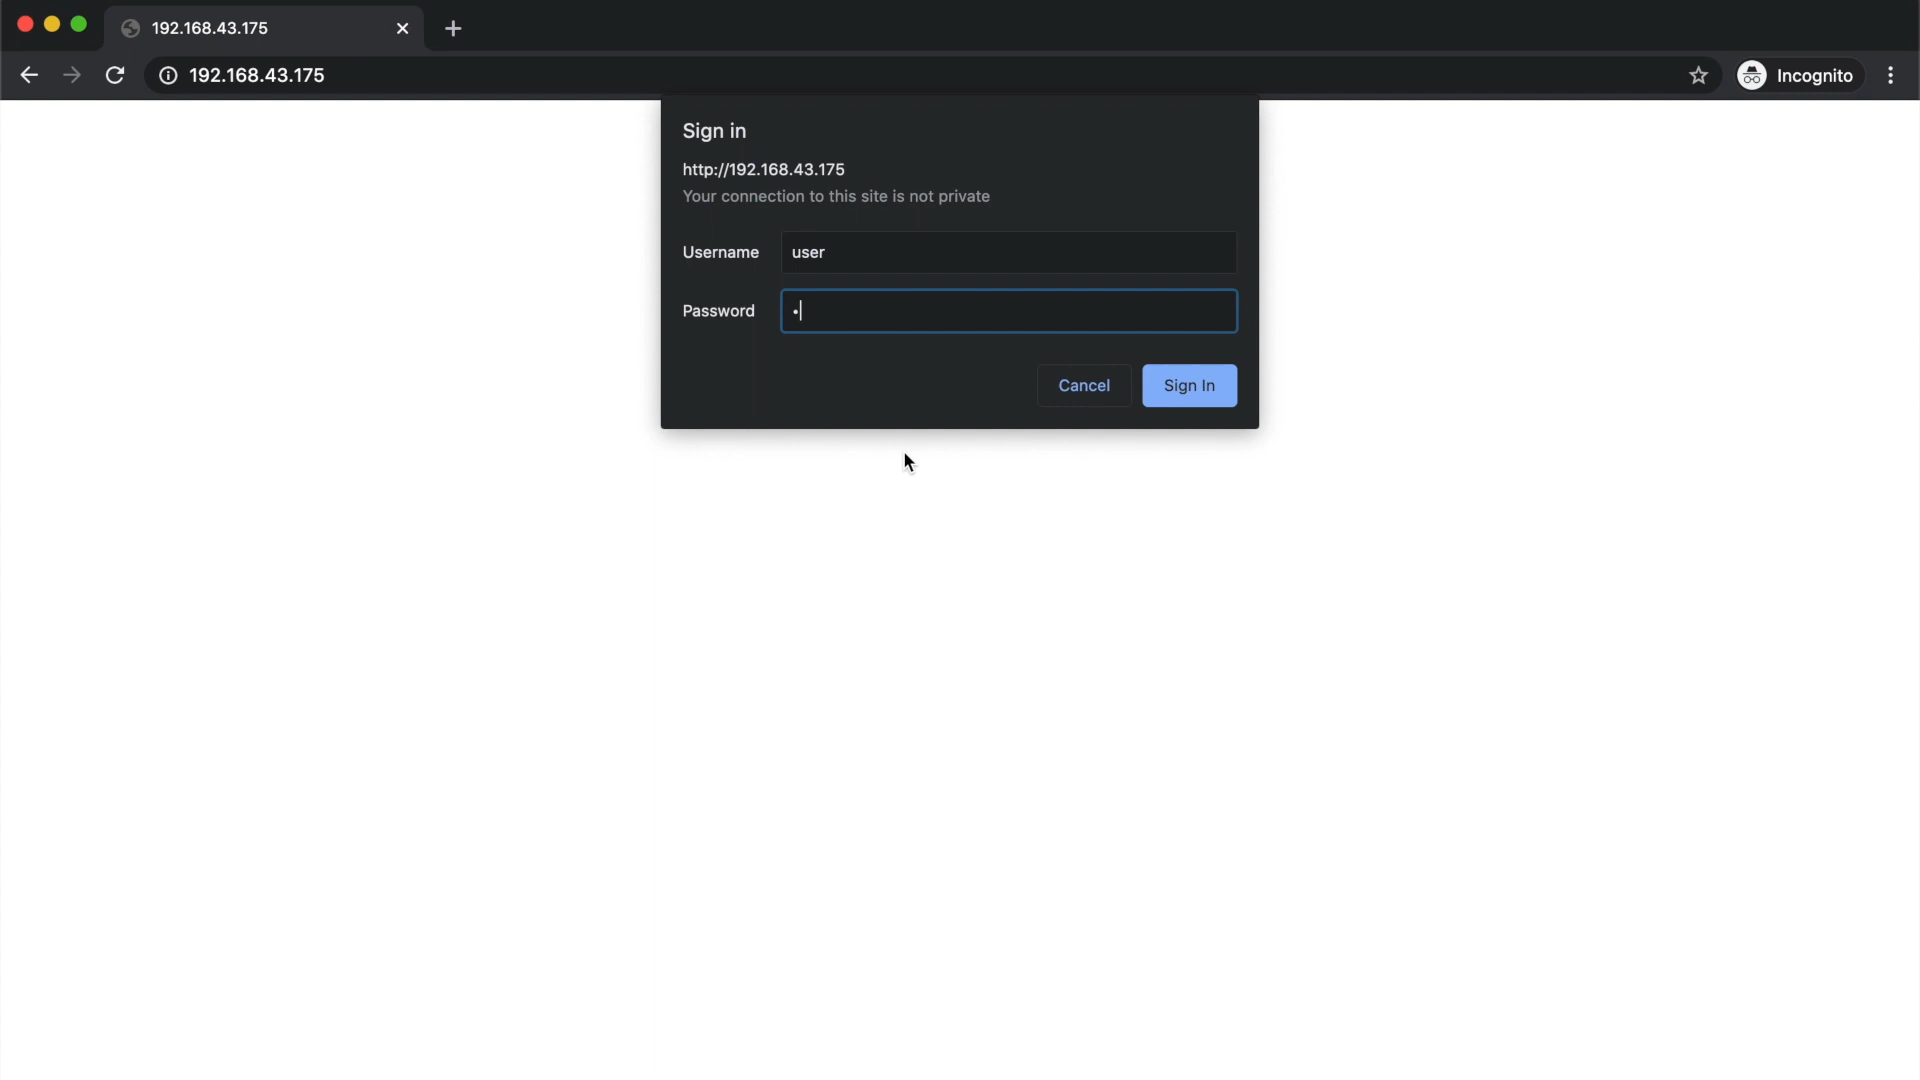 192.168.43.175
192.168.43.175
Incognito
Sign in
http://192.168.43.175
Your connection to this site is not private
Username user
Password •
Cancel Sign In